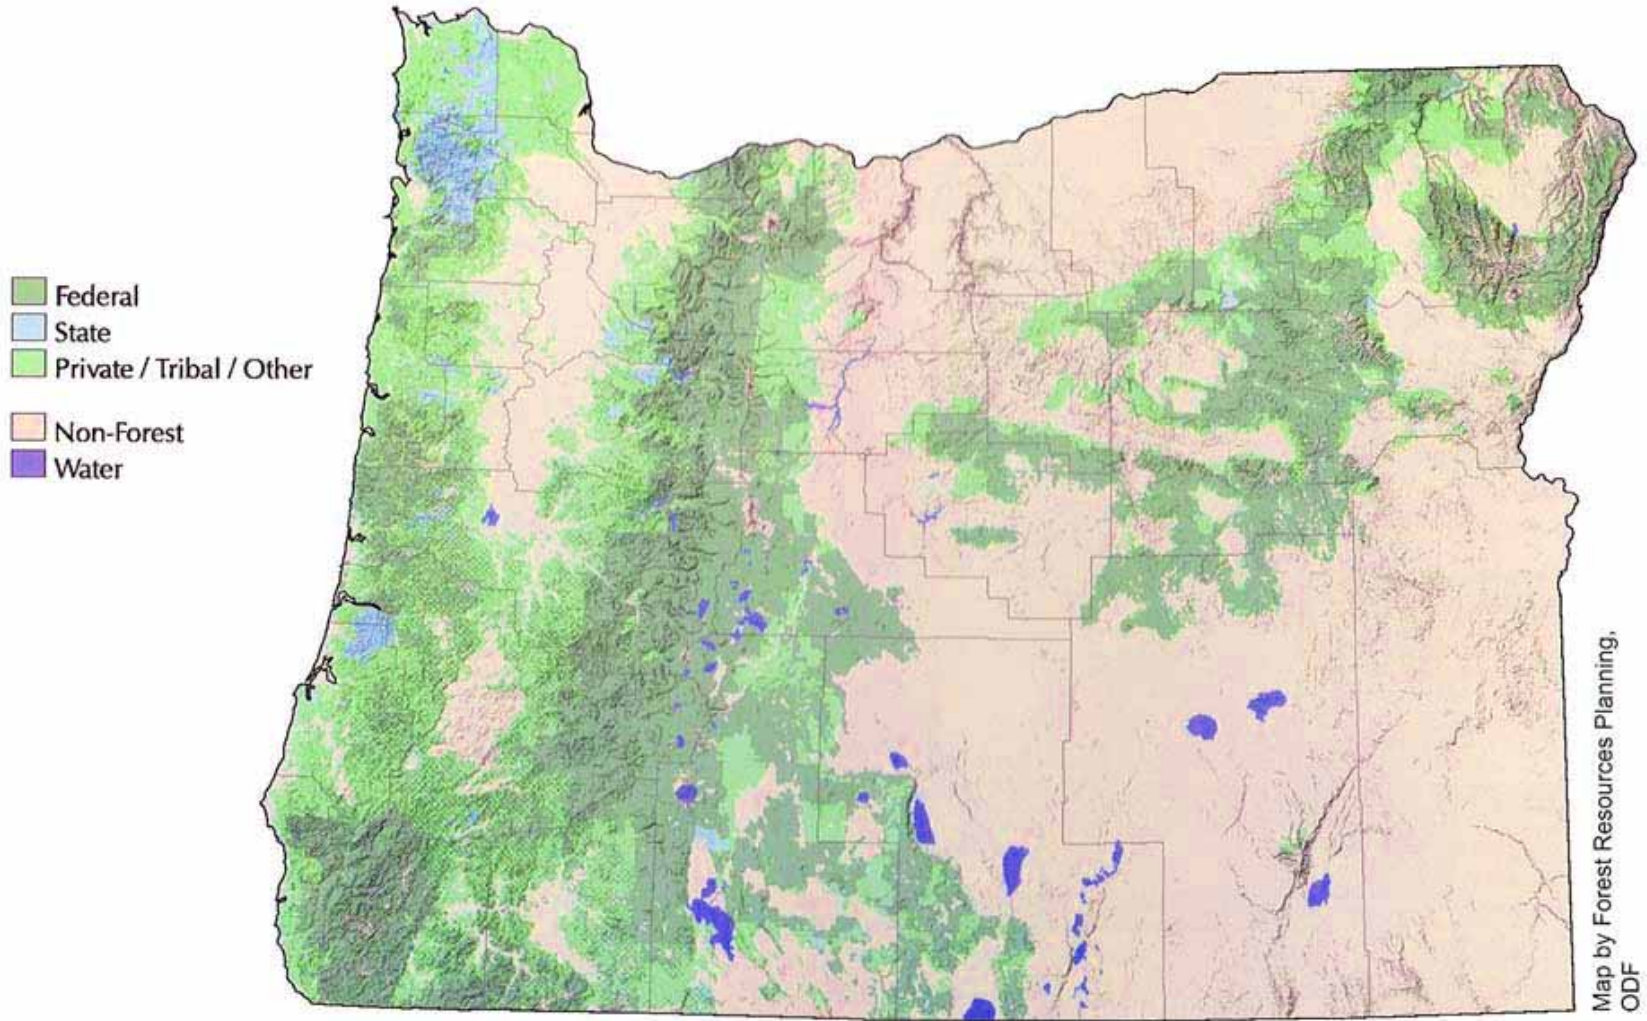 Federal
State
Private / Tribal / Other
Non-Forest
Water
Map by Forest Resources Planning,
ODF